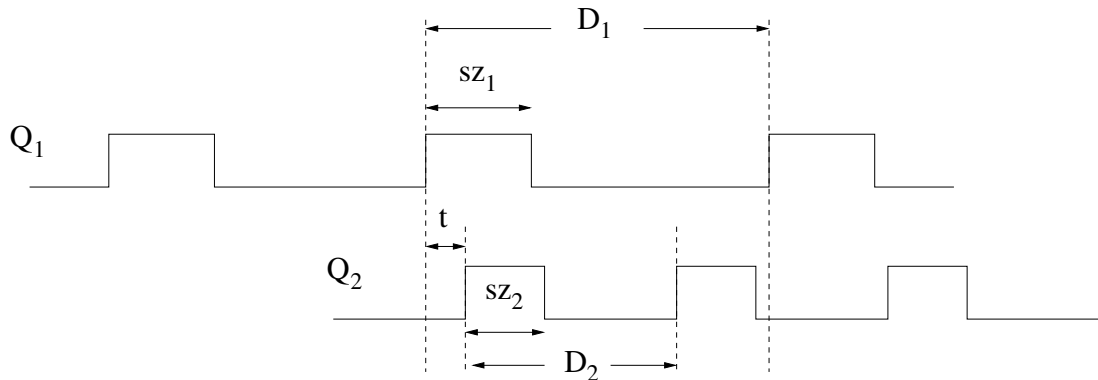 D₁
sz₁
Q₁
t
Q₂
sz₂
D₂